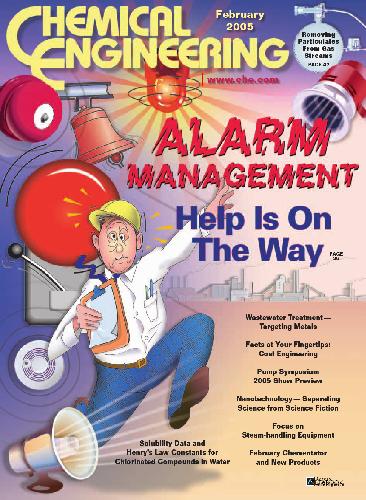 CHEMICAL
ENGINEERING
February
2005
www.che.com
Removing
Particulates
From Gas
Streams
PAGE 42
ALARM
MANAGEMENT
Help Is On
The Way
PAGE
Wastewater Treatment—
Targeting Metals
Facts at Your Fingertips:
Cost Engineering
Pump Symposium
2005 Show Preview
Nanotechnology— Separating
Science from Science Fiction
Focus on
Steam-handling Equipment
February Chementator
and New Products
Solubility Data and
Henry's Law Constants for
Chlorinated Compounds in Water